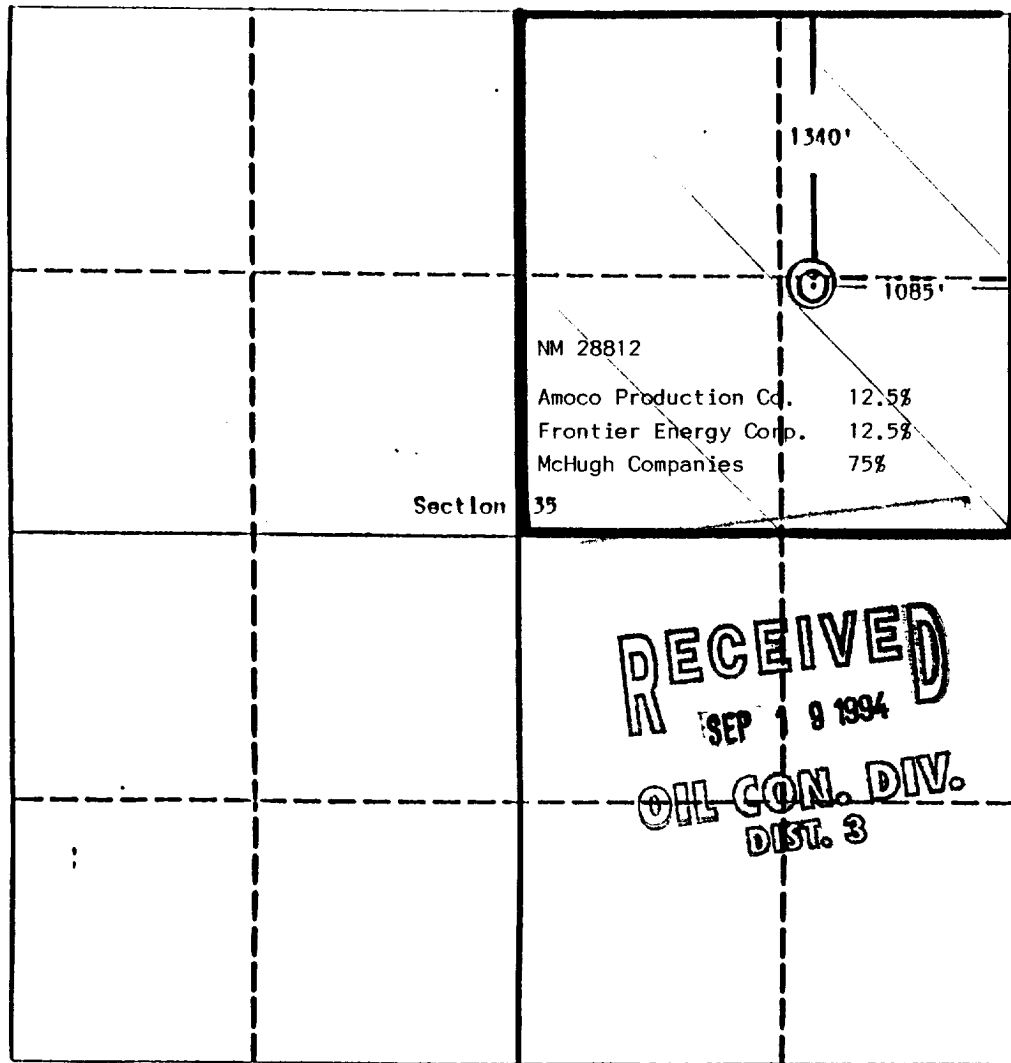 1340'
1085'
NM 28812
Amoco Production Co. 12.5%
Frontier Energy Corp. 12.5%
McHugh Companies 75%
Section 35
RECEIVED
SEP 19 1994
OIL CON. DIV.
DIST. 3